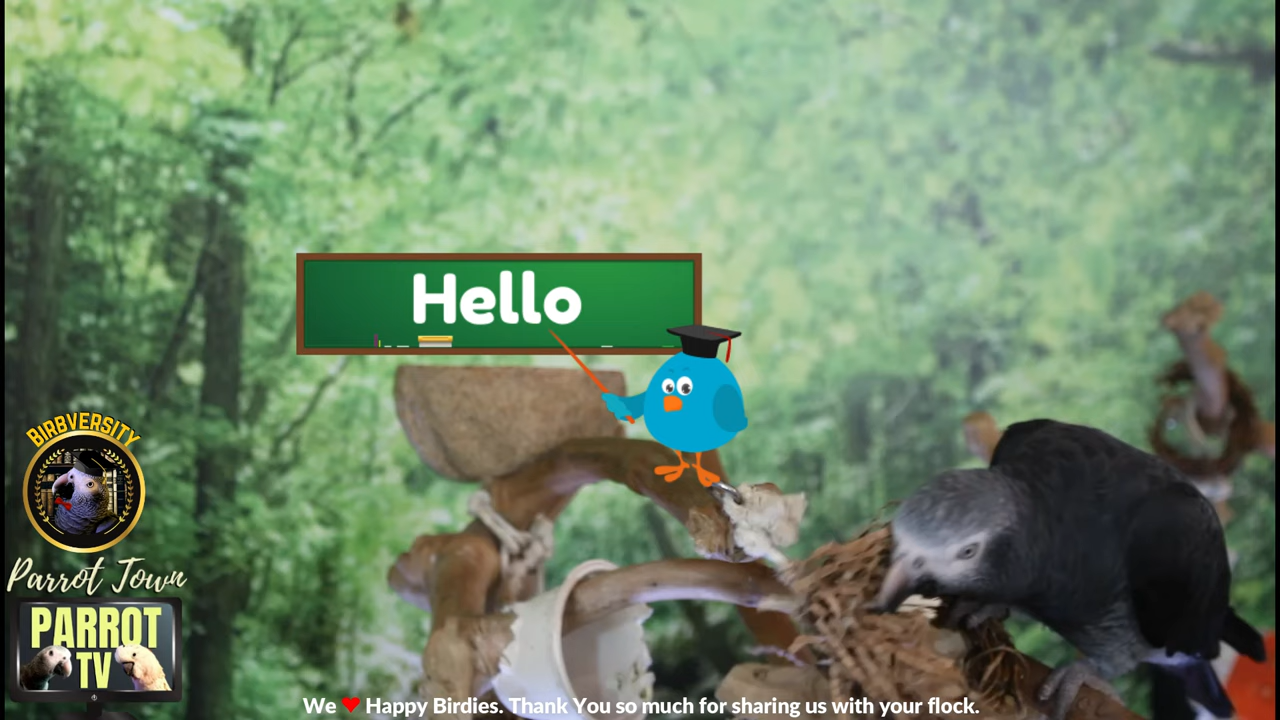 Hello
BIRBVERSITY
Parrot Town
PARROT
TV
We ❤ Happy Birdies. Thank You so much for sharing us with your flock.